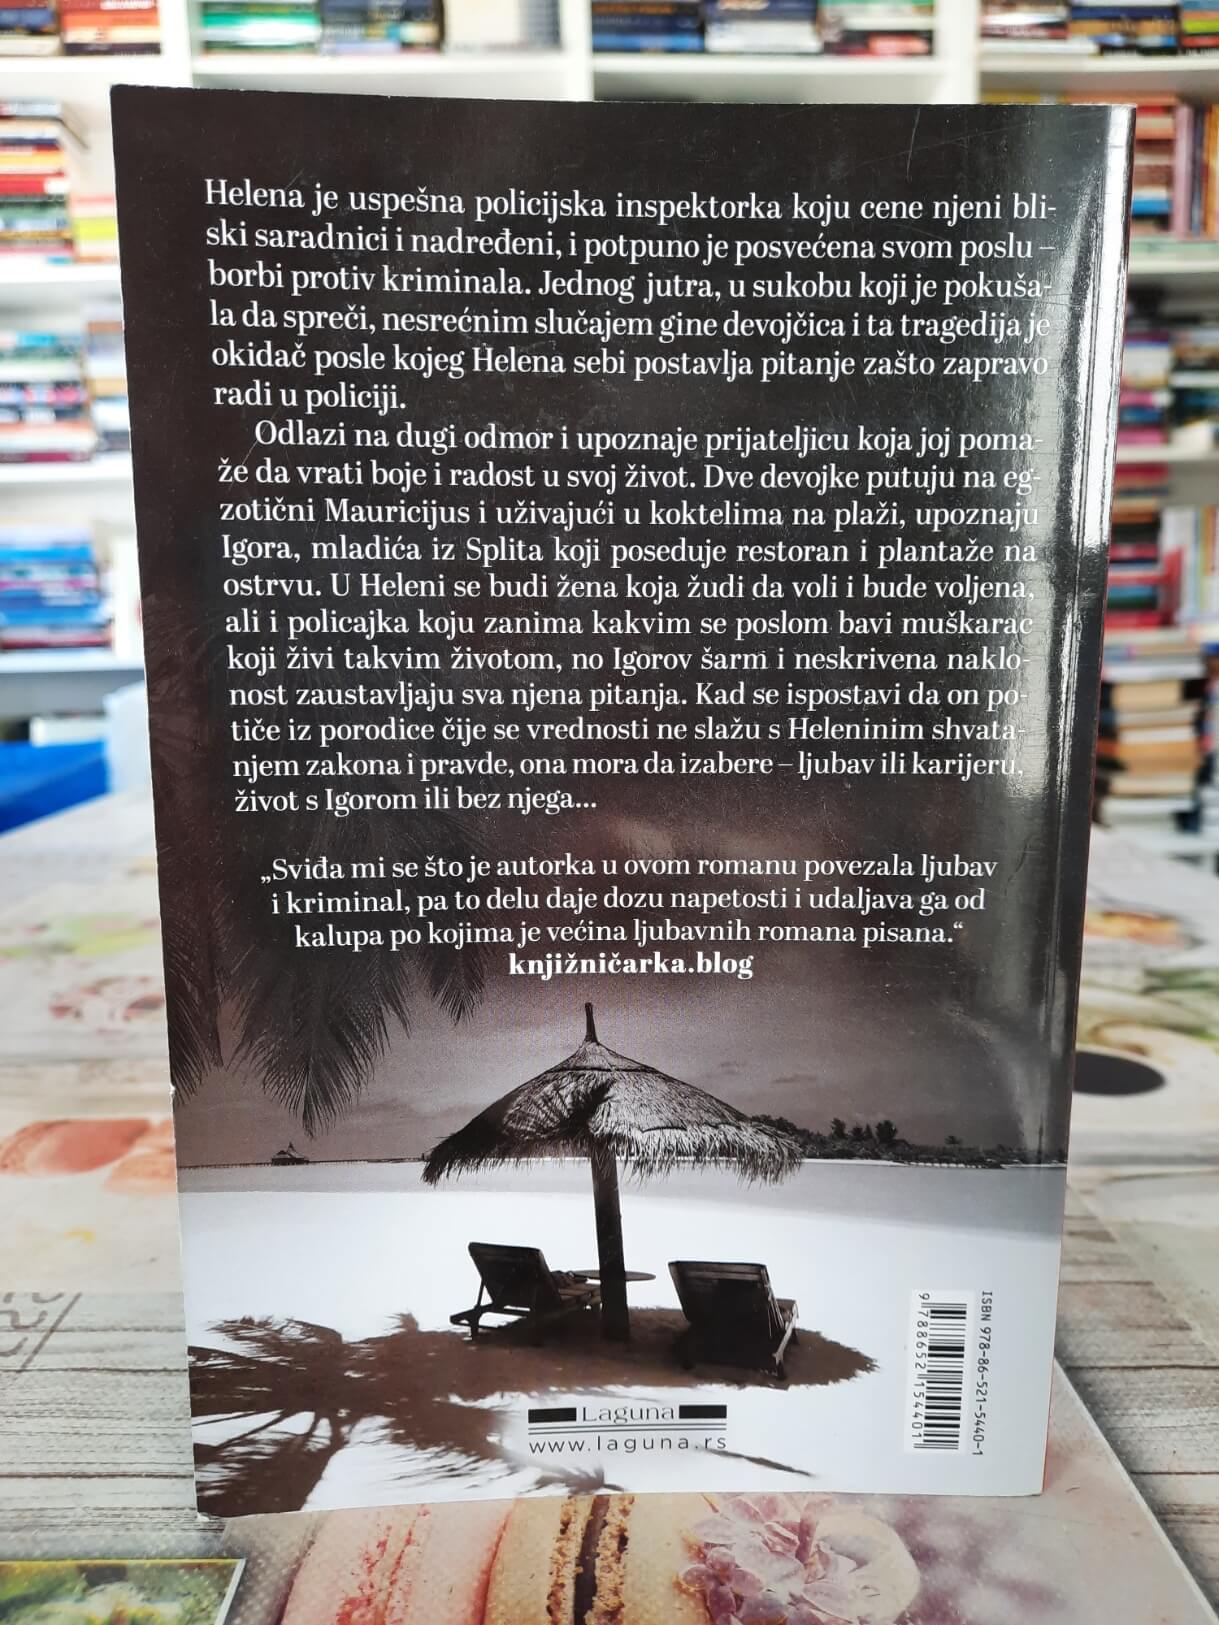 Helena je uspešna policijska inspektorka koju cene njeni bli-
ski saradnici i nadređeni, i potpuno je posvećena svom poslu –
borbi protiv kriminala. Jednog jutra, u sukobu koji je pokuša-
la da spreči, nesrećnim slučajem gine devojčica i ta tragedija je
okidač posle kojeg Helena sebi postavlja pitanje zašto zapravo
radi u policiji.
Odlazi na dugi odmor i upoznaje prijateljicu koja joj poma-
že da vrati boje i radost u svoj život. Dve devojke putuju na eg-
zotični Mauricijus i uživajući u koktelima na plaži, upoznaju
Igora, mladića iz Splita koji poseduje restoran i plantaže na
ostrvu. U Heleni se budi žena koja žudi da voli i bude voljena,
ali i policajka koju zanima kakvim se poslom bavi muškarac
koji živi takvim životom, no Igorov šarm i neskrivena naklo-
nost zaustavljaju sva njena pitanja. Kad se ispostavi da on po-
tiče iz porodice čije se vrednosti ne slažu s Heleninim shvata-
njem zakona i pravde, ona mora da izabere – ljubav ili karijeru,
život s Igorom ili bez njega...
„Sviđa mi se što je autorka u ovom romanu povezala ljubav
i kriminal, pa to delu daje dozu napetosti i udaljava ga od
kalupa po kojima je većina ljubavnih romana pisana.“
knjižničarka.blog
Laguna
www.laguna.rs
ISBN 978-86-521-5440-1
9 788652 154401